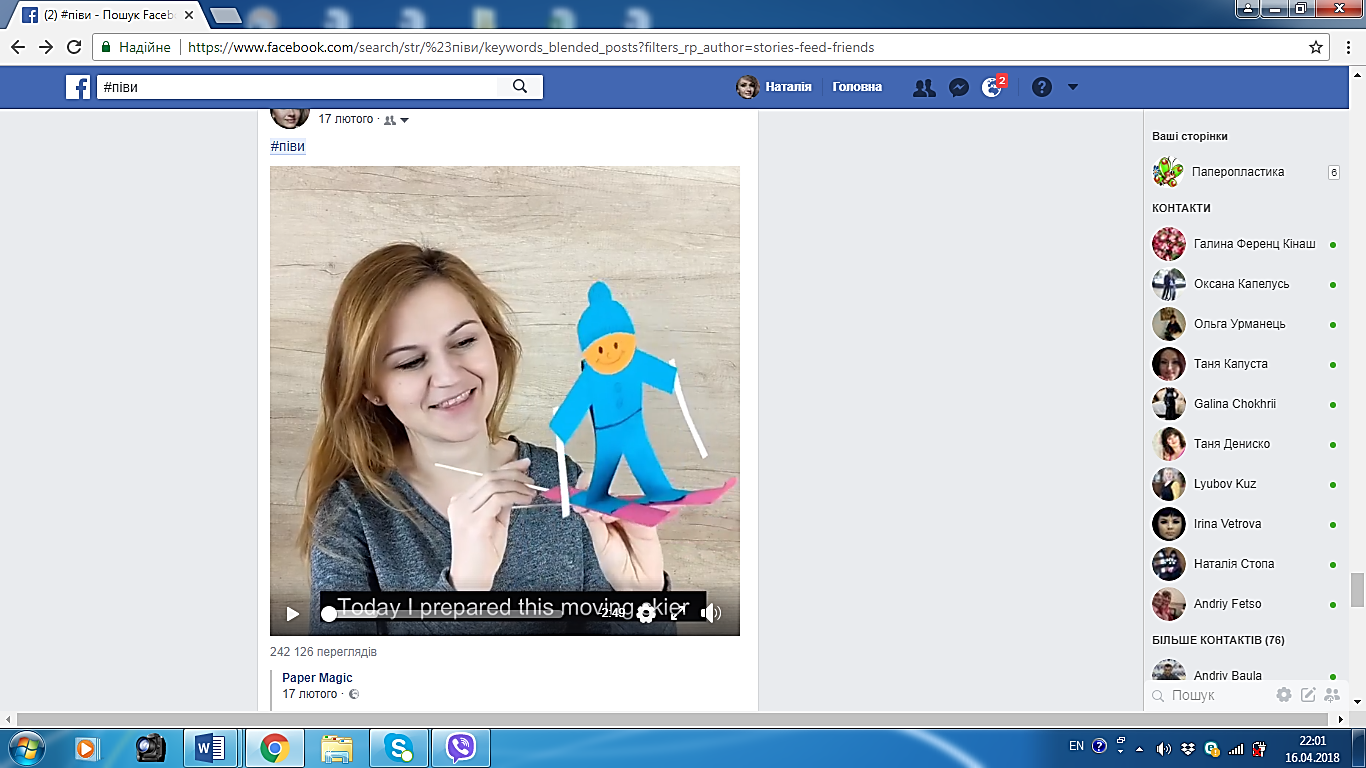 (2) #піви - Пошук Faceb
Надійне
https://www.facebook.com/search/str/%23піви/keywords_blended_posts?filters_rp_author=stories-feed-friends
#піви
Наталія
Головна
2
17 лютого ·
#піви
Today I prepared this moving skier
2:49
242 126 переглядів
Paper Magic
17 лютого ·
Ваші сторінки
Паперопластика
6
КОНТАКТИ
Галина Ференц Кінаш
Оксана Капелусь
Ольга Урманець
Таня Капуста
Galina Chokhrii
Таня Дениско
Lyubov Kuz
Irina Vetrova
Наталія Стопа
Andriy Fetso
БІЛЬШЕ КОНТАКТІВ (76)
Andriy Baula
Пошук
EN
22:01
16.04.2018